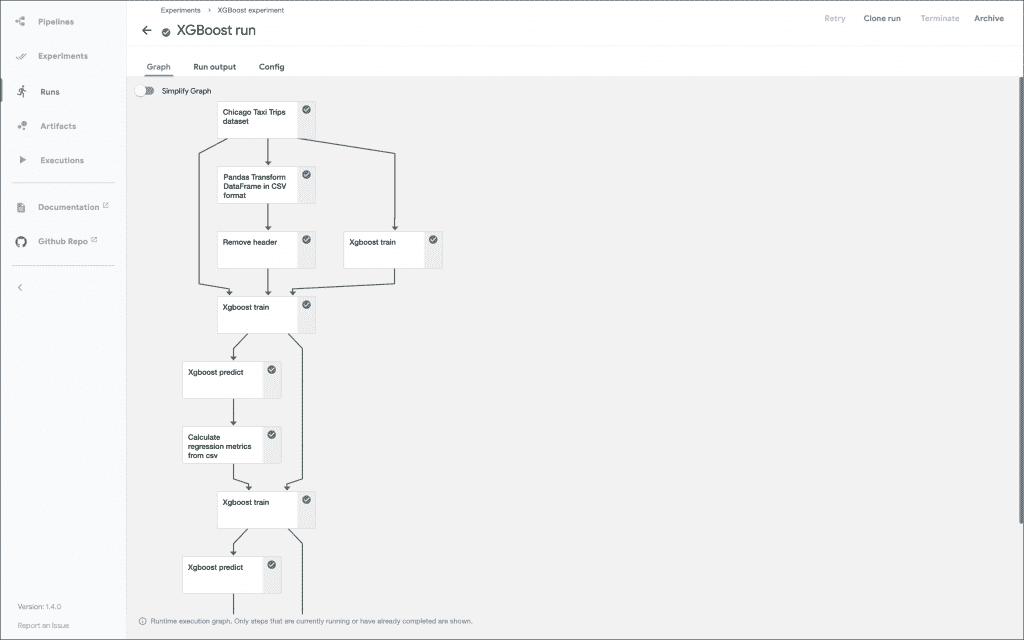 Experiments > XGBoost experiment
XGBoost run
Retry
Clone run
Terminate
Archive
Pipelines
Experiments
Runs
Artifacts
Executions
Documentation
Github Repo
Version: 1.4.0
Report an Issue
Graph
Run output
Config
Simplify Graph
Chicago Taxi Trips
dataset
Pandas Transform
DataFrame in CSV
format
Remove header
Xgboost train
Xgboost train
Xgboost predict
Calculate
regression metrics
from csv
Xgboost train
Xgboost predict
Runtime execution graph. Only steps that are currently running or have already completed are shown.